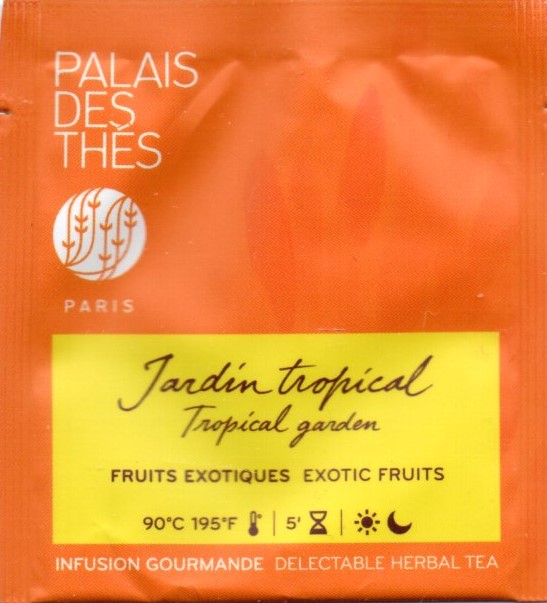 PALAIS
DES
THÉS
PARIS
Jardin tropical
Tropical garden
FRUITS EXOTIQUES EXOTIC FRUITS
90°C 195°F | 5' |
INFUSION GOURMANDE DELECTABLE HERBAL TEA